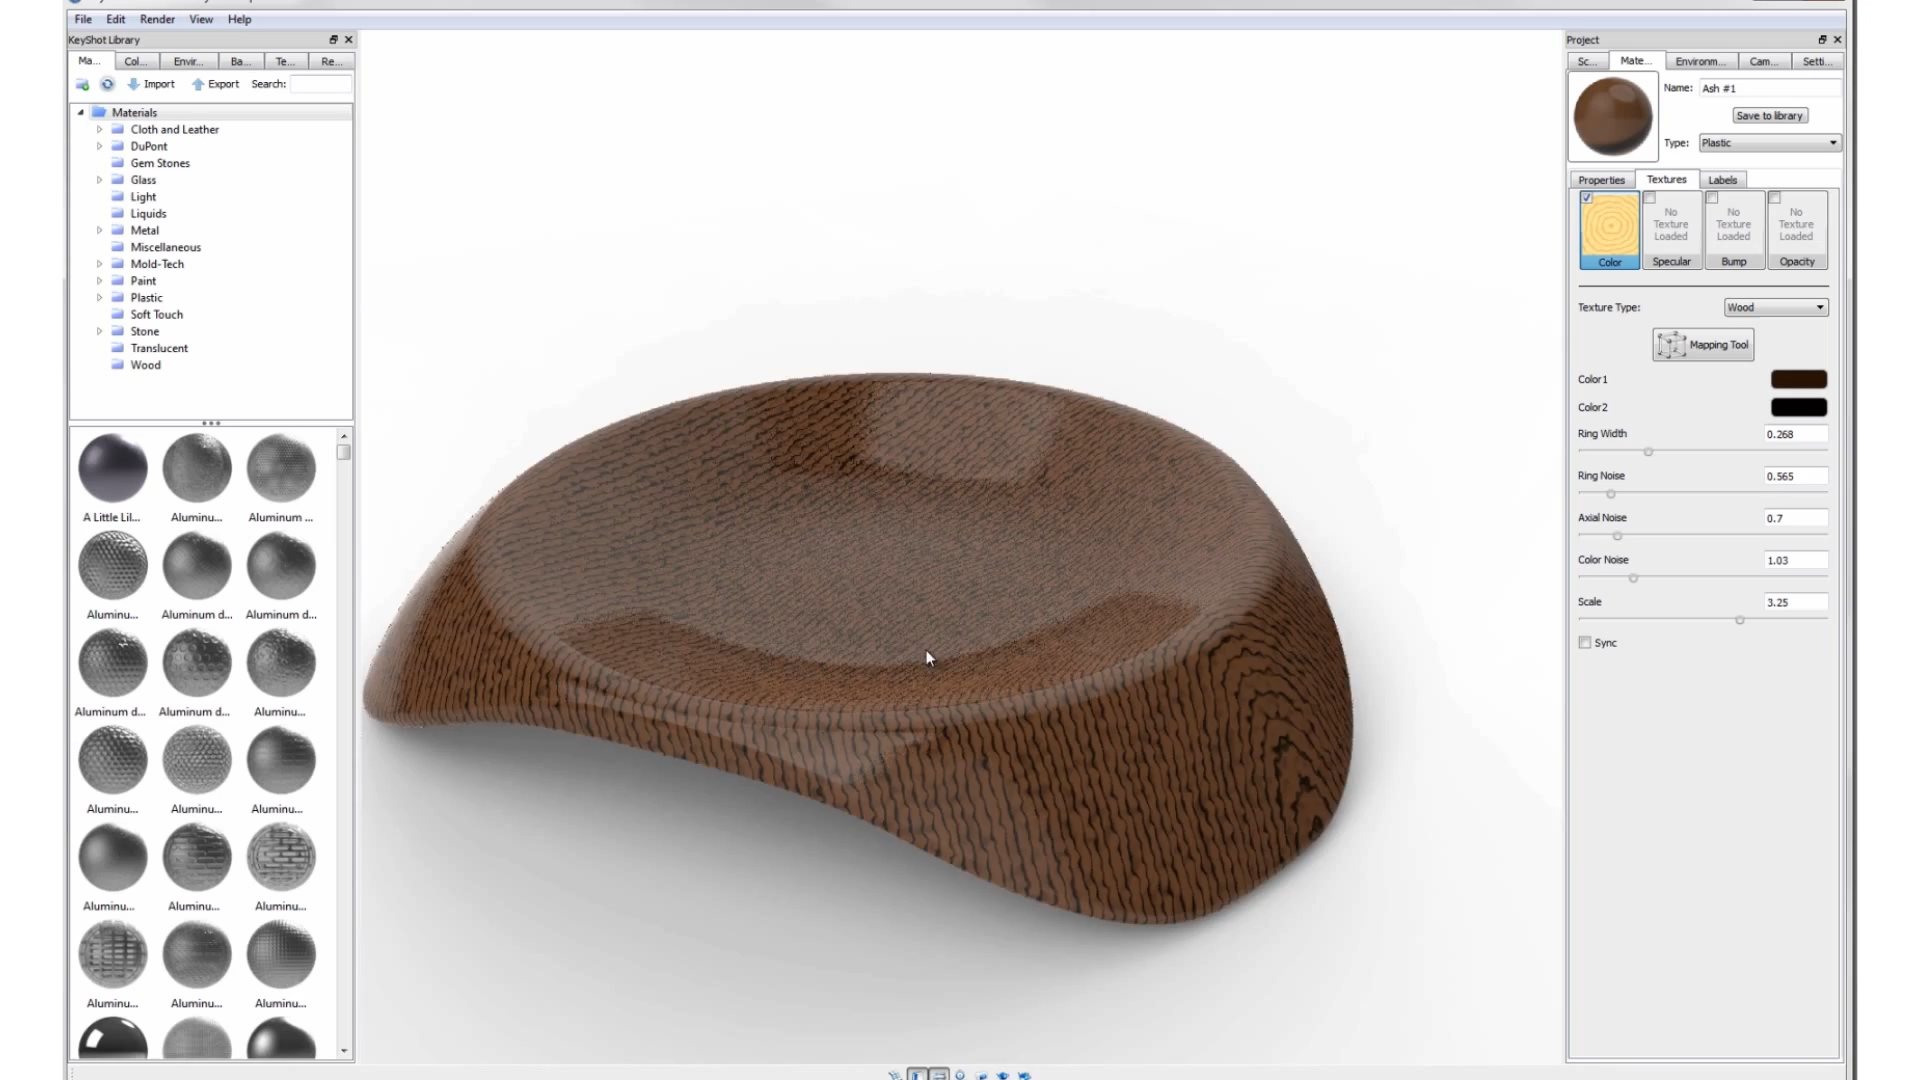 File Edit Render View Help
KeyShot Library
Ma... Col... Envir... Ba... Te... Re...
Import Export Search:
Materials
Cloth and Leather
DuPont
Gem Stones
Glass
Light
Liquids
Metal
Miscellaneous
Mold-Tech
Paint
Plastic
Soft Touch
Stone
Translucent
Wood
A Little Lil... Aluminu... Aluminum ...
Aluminu... Aluminum d... Aluminum d...
Aluminum d... Aluminum d... Aluminu...
Aluminu... Aluminu... Aluminu...
Aluminu... Aluminu... Aluminu...
Aluminu... Aluminu... Aluminu...
Project
Sc... Mate... Environm... Cam... Setti...
Name: Ash #1
Save to library
Type: Plastic
Properties Textures Labels
No Texture Loaded No Texture Loaded No Texture Loaded
Color Specular Bump Opacity
Texture Type: Wood
Mapping Tool
Color1
Color2
Ring Width 0.268
Ring Noise 0.565
Axial Noise 0.7
Color Noise 1.03
Scale 3.25
Sync